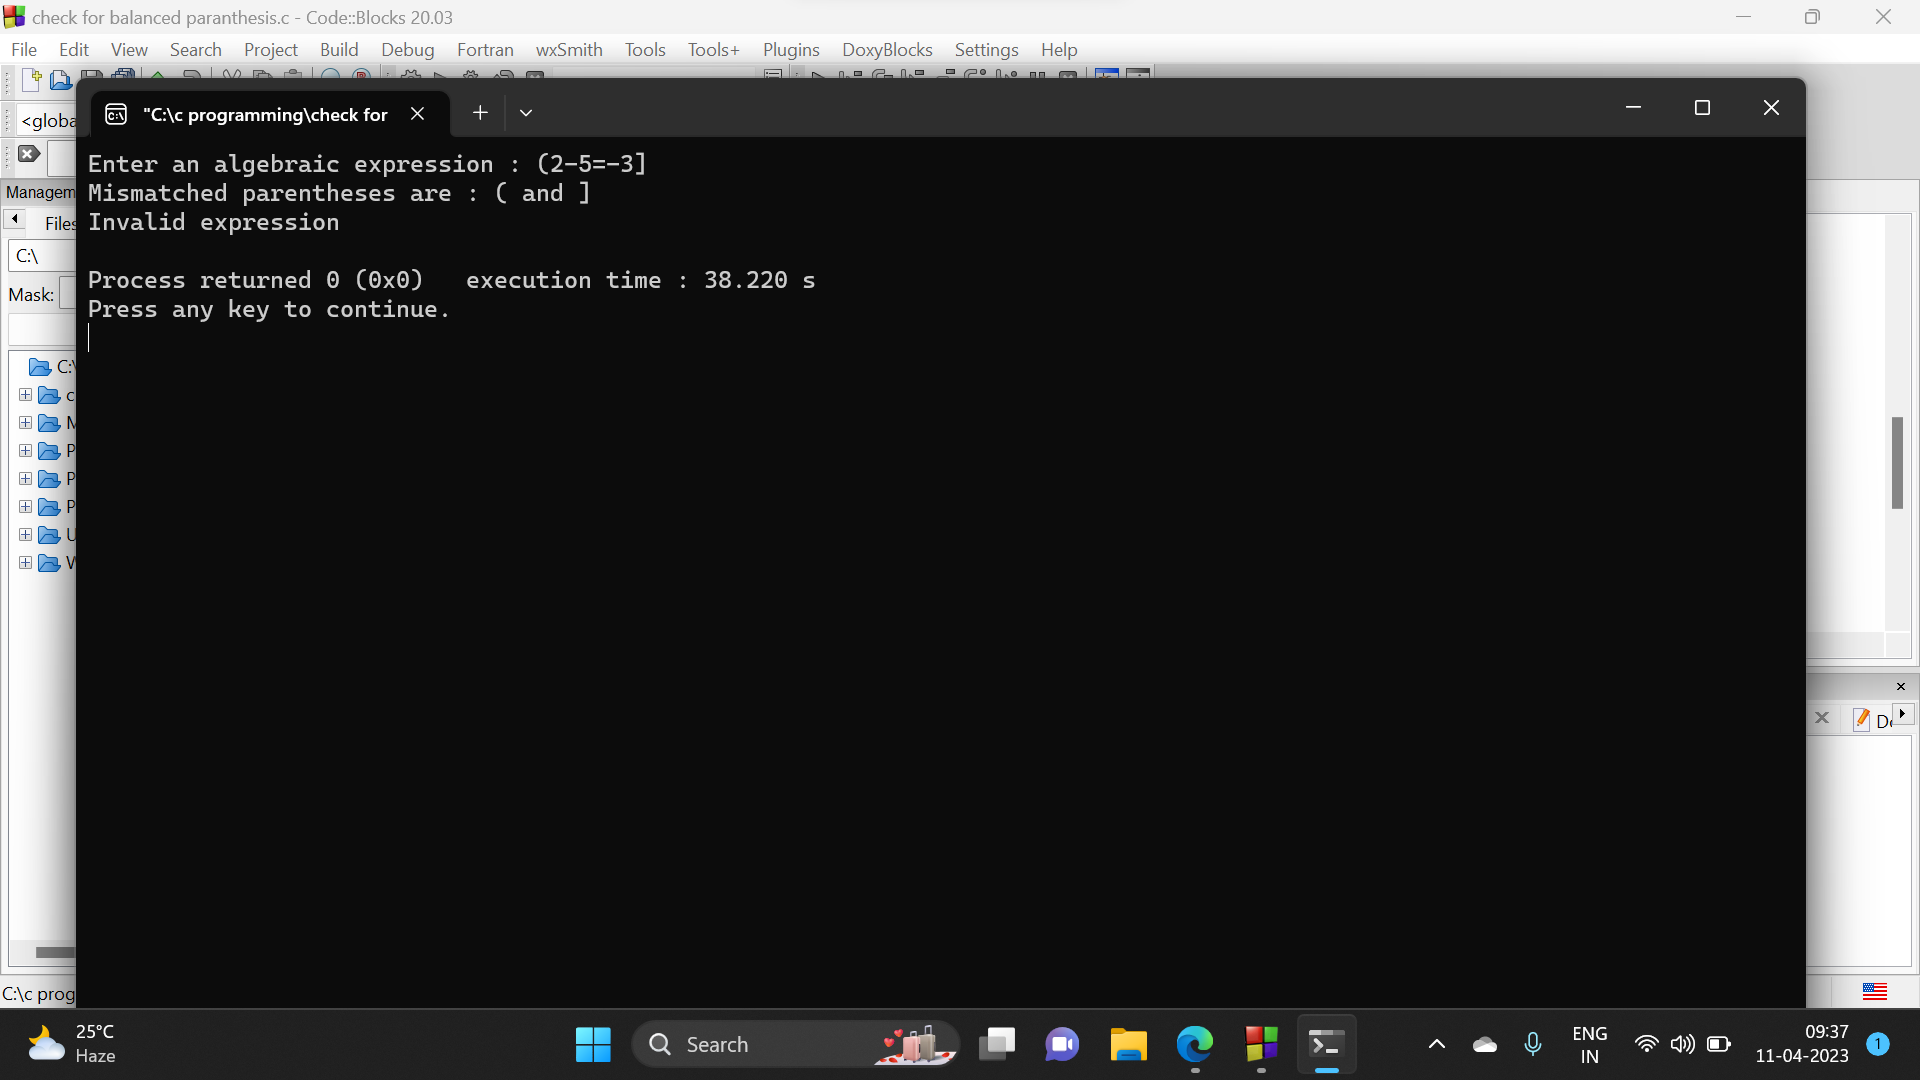 check for balanced paranthesis.c - Code::Blocks 20.03
File Edit View Search Project Build Debug Fortran wxSmith Tools Tools+ Plugins DoxyBlocks Settings Help
"C:\c programming\check for
<globa
Enter an algebraic expression : (2-5=-3]
Mismatched parentheses are : ( and ]
Invalid expression
Process returned 0 (0x0)   execution time : 38.220 s
Press any key to continue.
Managem
Files
C:\
Mask:
C:\
c
M
P
P
P
U
W
C:\c prog
25°C
Haze
Search
ENG
IN
09:37
11-04-2023
1